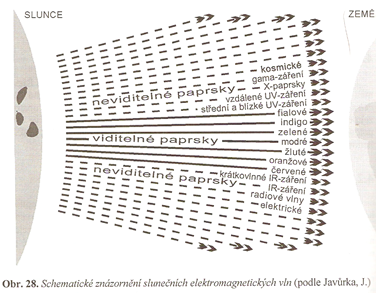 SLUNCE
ZEMĚ
kosmické
gama-záření
X-paprsky
neviditelné paprsky
vzdálené UV-záření
střední a blízké UV-záření
fialové
indigo
zelené
viditelné paprsky
modré
žluté
oranžové
červené
neviditelné paprsky
krátkovlnné IR-záření
IR-záření
radiové vlny
elektrické
Obr. 28. Schematické znázornění slunečních elektromagnetických vln (podle Javůrka, J.)